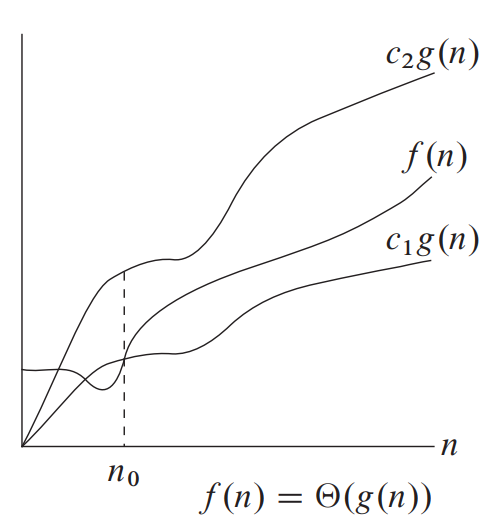 c₂g(n)
f(n)
c₁g(n)
n
n₀
f(n) = Θ(g(n))